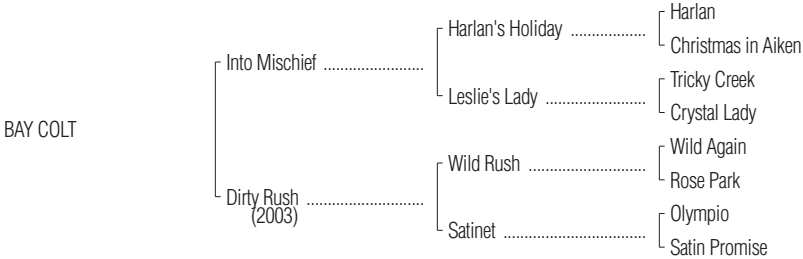 Harlan
Harlan's Holiday ....................
Christmas in Aiken
Into Mischief ...........................
Tricky Creek
Leslie's Lady ...........................
Crystal Lady
BAY COLT
Wild Again
Wild Rush ...............................
Rose Park
Dirty Rush ...............................
(2003)
Olympio
Satinet ......................................
Satin Promise